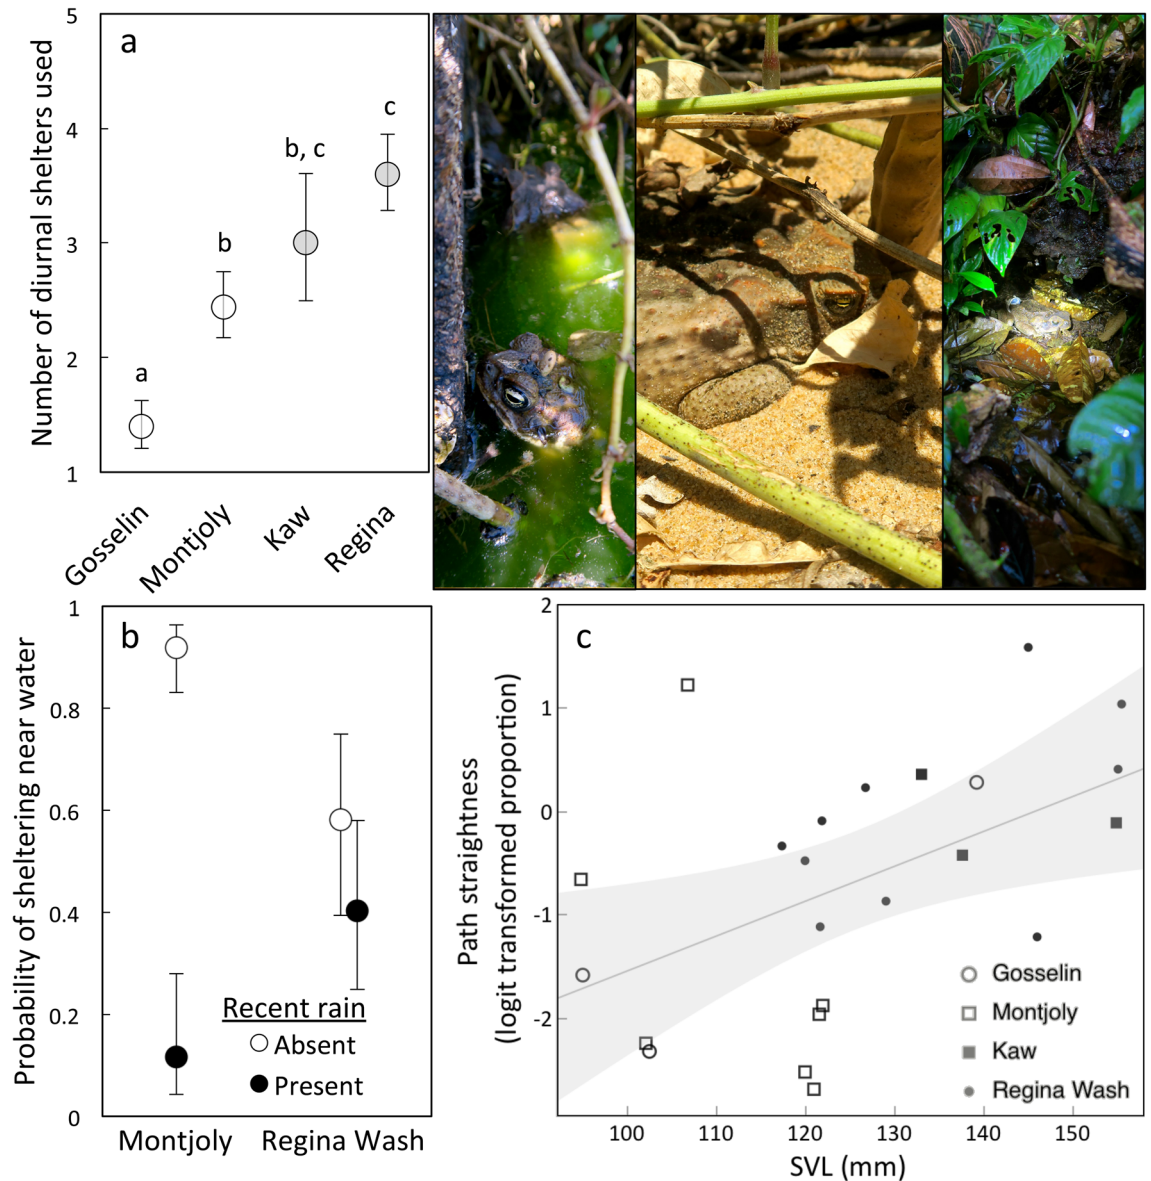 a
Number of diurnal shelters used
5
4
3
2
1
a
b
b, c
c
Gosselin
Montjoly
Kaw
Regina
b
Probability of sheltering near water
1
0.8
0.6
0.4
0.2
0
Recent rain
Absent
Present
Montjoly
Regina Wash
c
Path straightness
(logit transformed proportion)
2
1
0
-1
-2
Gosselin
Montjoly
Kaw
Regina Wash
100 110 120 130 140 150
SVL (mm)